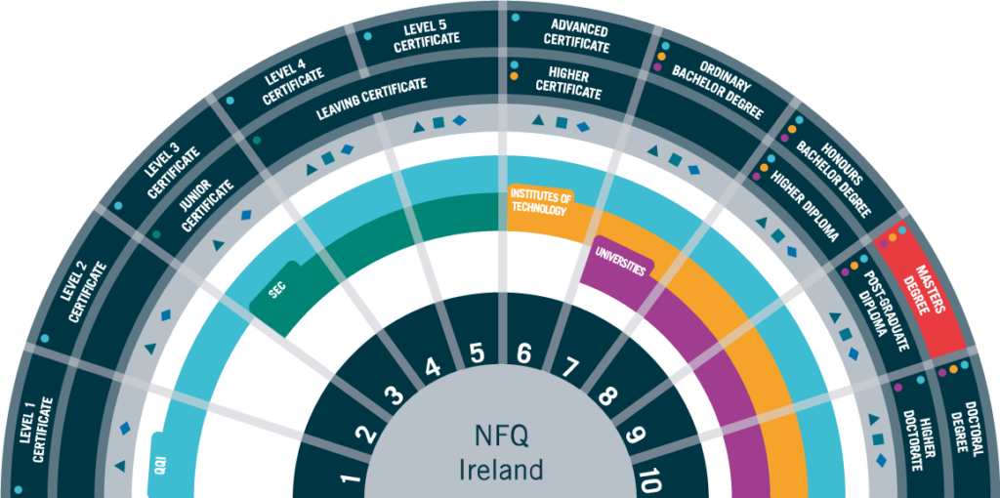 LEVEL 1
CERTIFICATE
LEVEL 2
CERTIFICATE
LEVEL 3
CERTIFICATE
JUNIOR
CERTIFICATE
LEVEL 4
CERTIFICATE
LEVEL 5
CERTIFICATE
LEAVING CERTIFICATE
ADVANCED
CERTIFICATE
HIGHER
CERTIFICATE
ORDINARY
BACHELOR DEGREE
HONOURS
BACHELOR DEGREE
HIGHER DIPLOMA
MASTERS
DEGREE
POST-GRADUATE
DIPLOMA
DOCTORAL
DEGREE
HIGHER
DOCTORATE
QQI
SEC
INSTITUTES OF
TECHNOLOGY
UNIVERSITIES
1
2
3
4
5
6
7
8
9
10
NFQ
Ireland